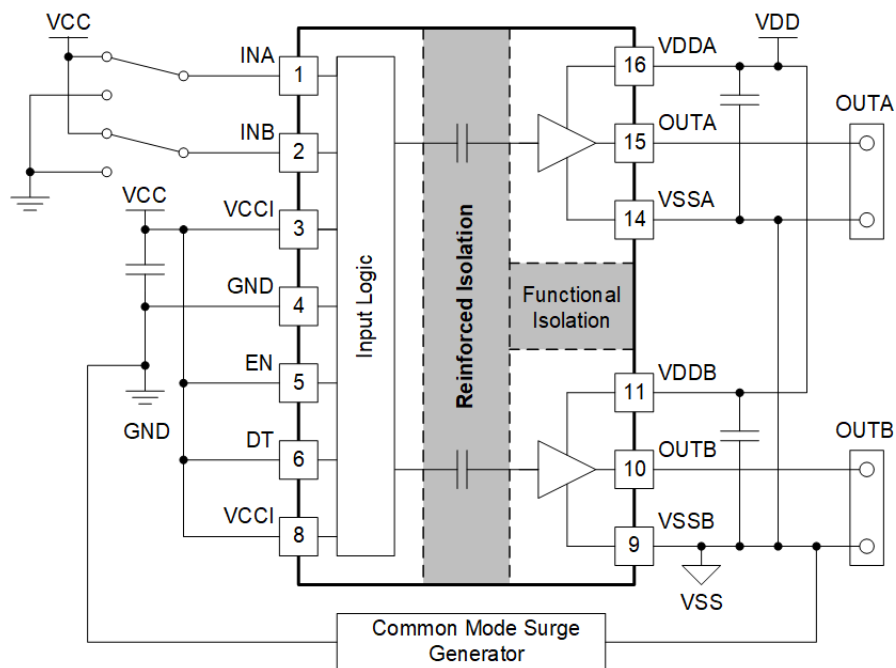 VCC
INA
1
INB
2
VCC
VCCI
3
GND
4
EN
5
GND
DT
6
VCCI
8
Input Logic
Reinforced Isolation
Functional
Isolation
16
VDDA
VDD
15
OUTA
OUTA
14
VSSA
11
VDDB
10
OUTB
OUTB
9
VSSB
VSS
Common Mode Surge
Generator